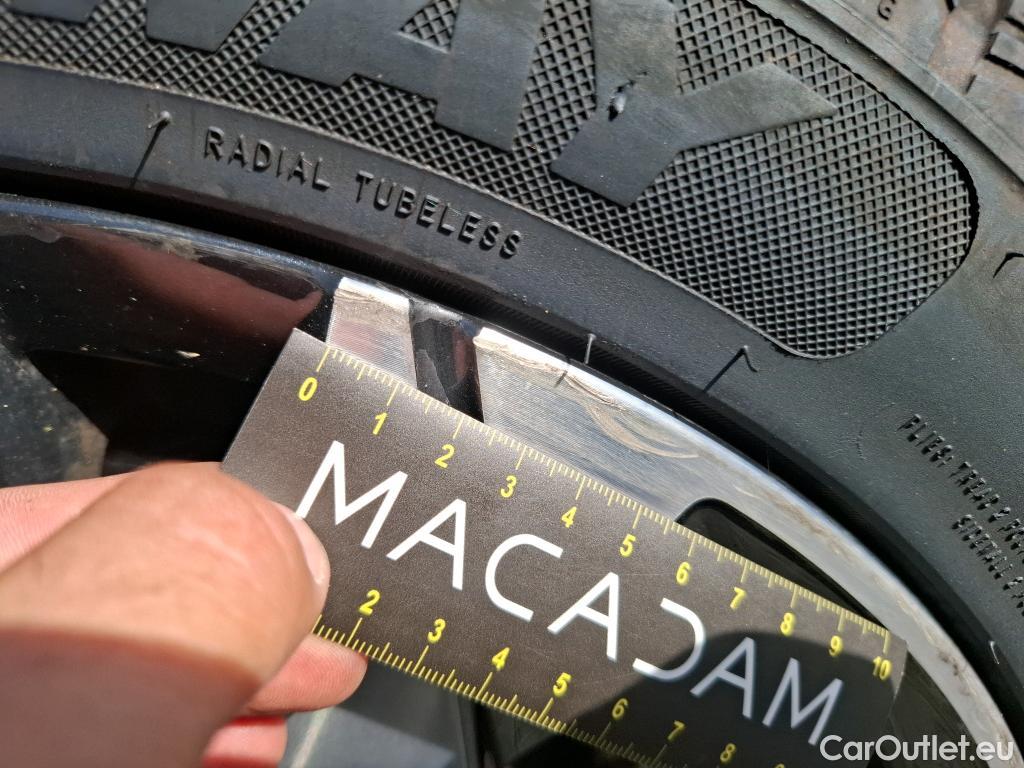 WAY
RADIAL TUBELESS
G
0 1 2 3 4 5 6 7 8 9 10
MACADAM
2 3 4 5 6 7 8
CarOutlet.eu